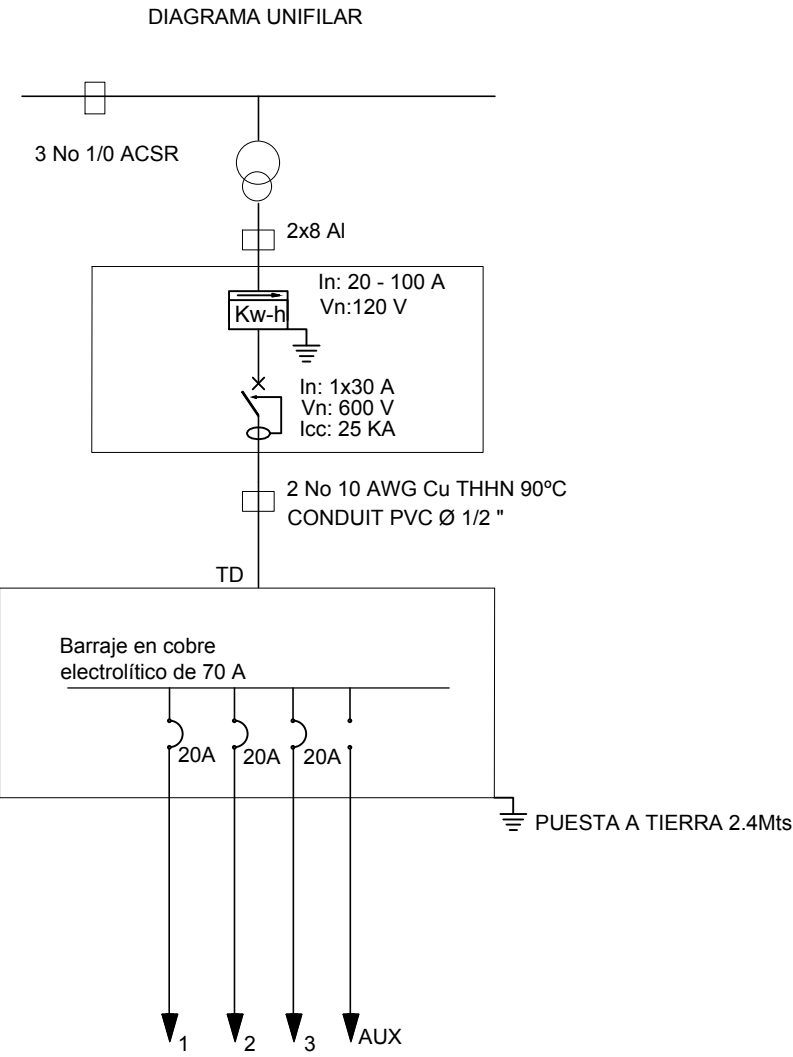 DIAGRAMA UNIFILAR
3 No 1/0 ACSR
2x8 Al
In: 20 - 100 A
Vn:120 V
Kw-h
In: 1x30 A
Vn: 600 V
Icc: 25 KA
2 No 10 AWG Cu THHN 90ºC
CONDUIT PVC Ø 1/2 "
TD
Barraje en cobre
electrolítico de 70 A
20A
20A
20A
PUESTA A TIERRA 2.4Mts
1
2
3
AUX